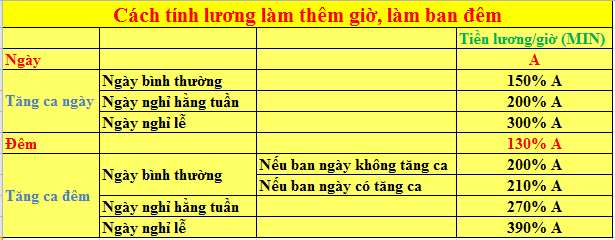 Cách tính lương làm thêm giờ, làm ban đêm
Tiền lương/giờ (MIN)
Ngày A
Tăng ca ngày
Ngày bình thường 150% A
Ngày nghỉ hằng tuần 200% A
Ngày nghỉ lễ 300% A
Đêm 130% A
Tăng ca đêm
Ngày bình thường
Nếu ban ngày không tăng ca 200% A
Nếu ban ngày có tăng ca 210% A
Ngày nghỉ hằng tuần 270% A
Ngày nghỉ lễ 390% A